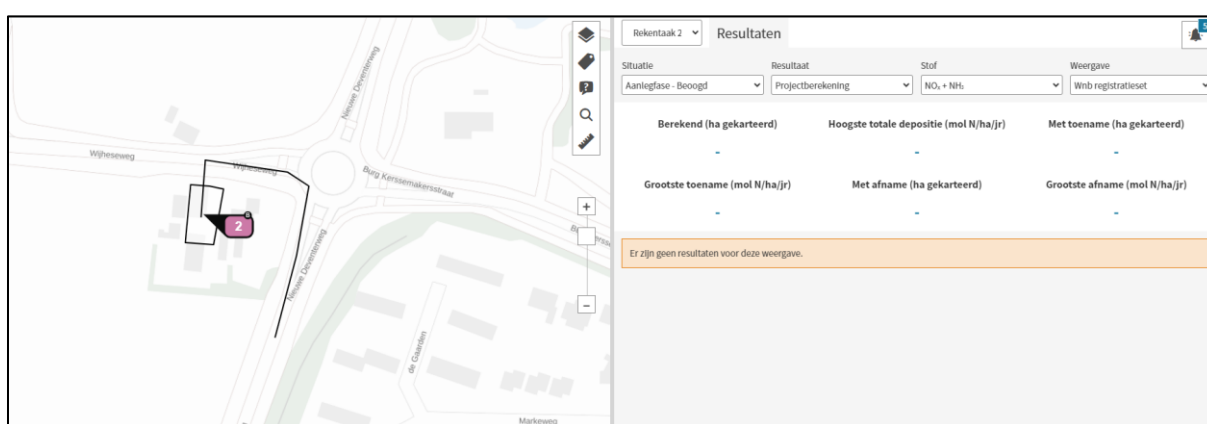 Nieuwe Deventerweg
Wijheseweg
Wijheseweg
Burg Kerssemakersstraat
2
Nieuwe Deventerweg
de Gaarden
Markeweg
?
+
−
Rekentaak 2
Resultaten
Situatie
Resultaat
Stof
Weergave
Aanlegfase - Beoogd
Projectberekening
NOₓ + NH₃
Wnb registratieset
Berekend (ha gekarteerd)
Hoogste totale depositie (mol N/ha/jr)
Met toename (ha gekarteerd)
-
-
-
Grootste toename (mol N/ha/jr)
Met afname (ha gekarteerd)
Grootste afname (mol N/ha/jr)
-
-
-
Er zijn geen resultaten voor deze weergave.